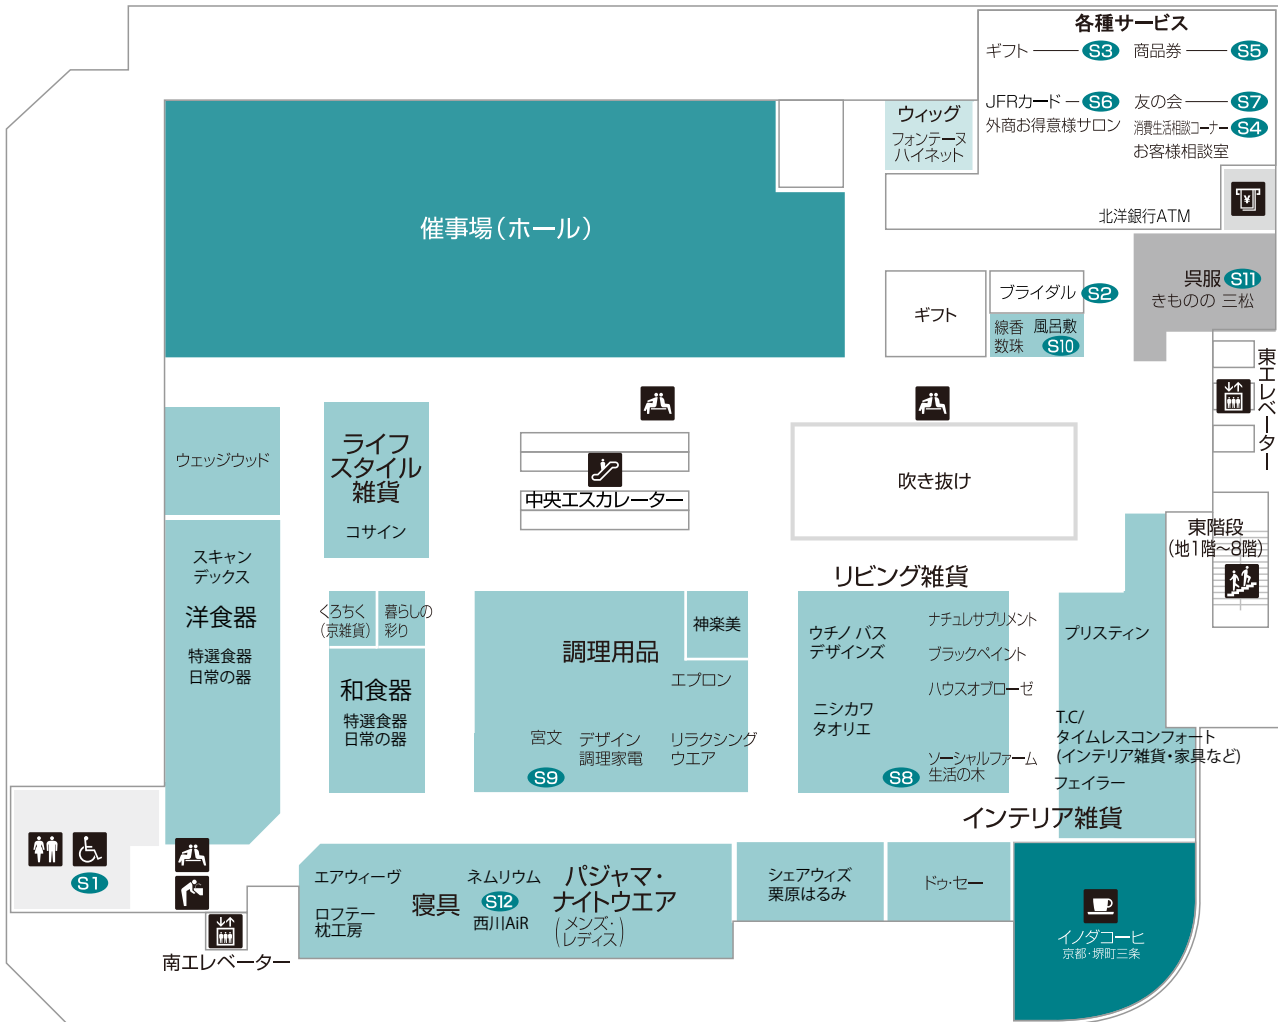 各種サービス
ギフト S3
商品券 S5
JFRカード S6
外商お得意様サロン
友の会 S7
消費生活相談コーナー S4
お客様相談室
北洋銀行ATM
¥
ウィッグ
フォンテーヌ
ハイネット
催事場(ホール)
呉服 S11
きものの 三松
ギフト
ブライダル S2
線香
数珠
風呂敷
S10
東エレベーター
ウェッジウッド
ライフ
スタイル
雑貨
コサイン
中央エスカレーター
吹き抜け
東階段
(地1階〜8階)
スキャン
デックス
洋食器
特選食器
日常の器
くろちく
(京雑貨)
暮らしの
彩り
和食器
特選食器
日常の器
調理用品
神楽美
エプロン
宮文
S9
デザイン
調理家電
リラクシング
ウエア
リビング雑貨
ウチノ バス
デザインズ
ニシカワ
タオリエ
ナチュレサプリメント
ブラックペイント
ハウスオブローゼ
ソーシャルファーム
生活の木
S8
プリスティン
T.C/
タイムレスコンフォート
(インテリア雑貨・家具など)
フェイラー
インテリア雑貨
S1
南エレベーター
エアウィーヴ
ロフテー
枕工房
寝具
ネムリウム
S12
西川AiR
パジャマ・
ナイトウエア
(メンズ・
レディス)
シェアウィズ
栗原はるみ
ドゥ・セー
イノダコーヒ
京都・堺町三条